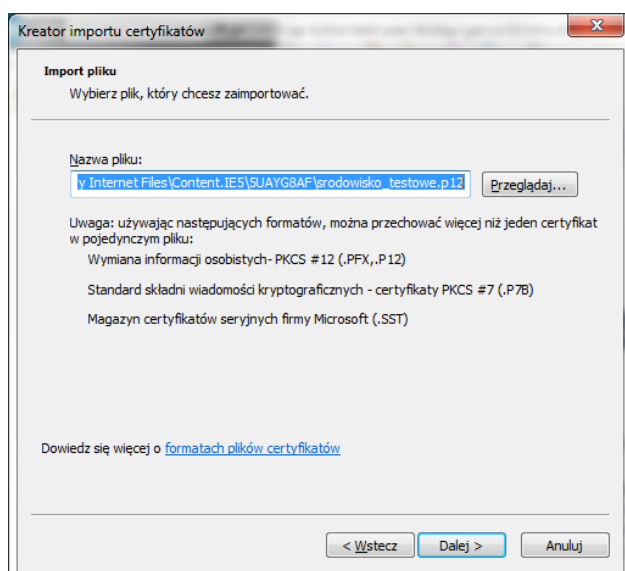 Kreator importu certyfikatów
Import pliku
Wybierz plik, który chcesz zaimportować.
Nazwa pliku:
y Internet Files\Content.IE5\5UAYG8AF\srodowisko_testowe.p12 Przeglądaj...
Uwaga: używając następujących formatów, można przechować więcej niż jeden certyfikat
w pojedynczym pliku:
Wymiana informacji osobistych- PKCS #12 (.PFX,.P12)
Standard składni wiadomości kryptograficznych - certyfikaty PKCS #7 (.P7B)
Magazyn certyfikatów seryjnych firmy Microsoft (.SST)
Dowiedz się więcej o formatach plików certyfikatów
< Wstecz Dalej > Anuluj